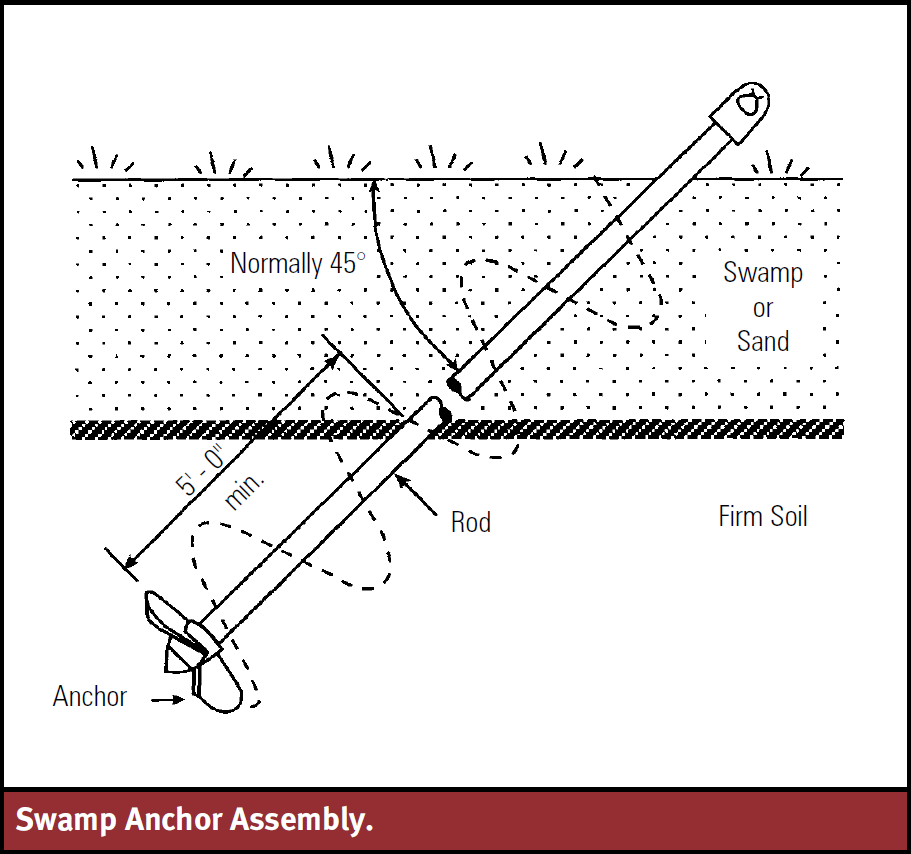 Normally 45°
Swamp
or
Sand
5' - 0"
min.
Rod
Firm Soil
Anchor
Swamp Anchor Assembly.